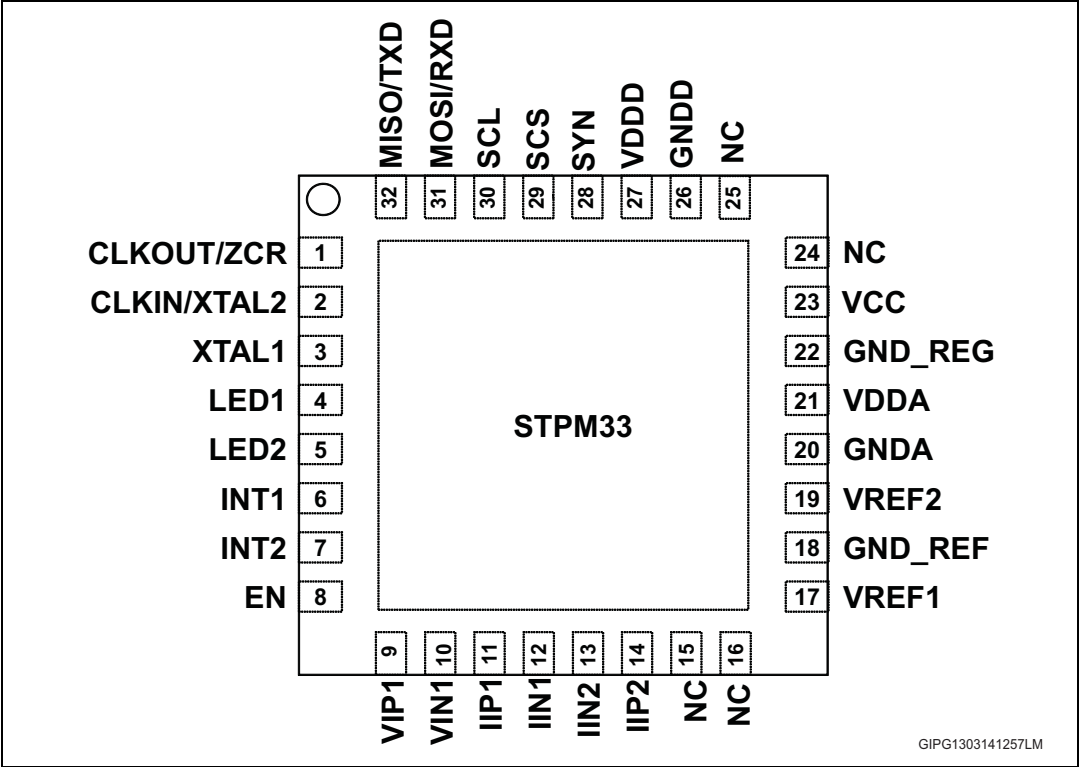 MISO/TXD
MOSI/RXD
SCL
SCS
SYN
VDDD
GNDD
NC
32
31
30
29
28
27
26
25
CLKOUT/ZCR 1
CLKIN/XTAL2 2
XTAL1 3
LED1 4
LED2 5
INT1 6
INT2 7
EN 8
STPM33
24 NC
23 VCC
22 GND_REG
21 VDDA
20 GNDA
19 VREF2
18 GND_REF
17 VREF1
9
10
11
12
13
14
15
16
VIP1
VIN1
IIP1
IIN1
IIN2
IIP2
NC
NC
GIPG1303141257LM